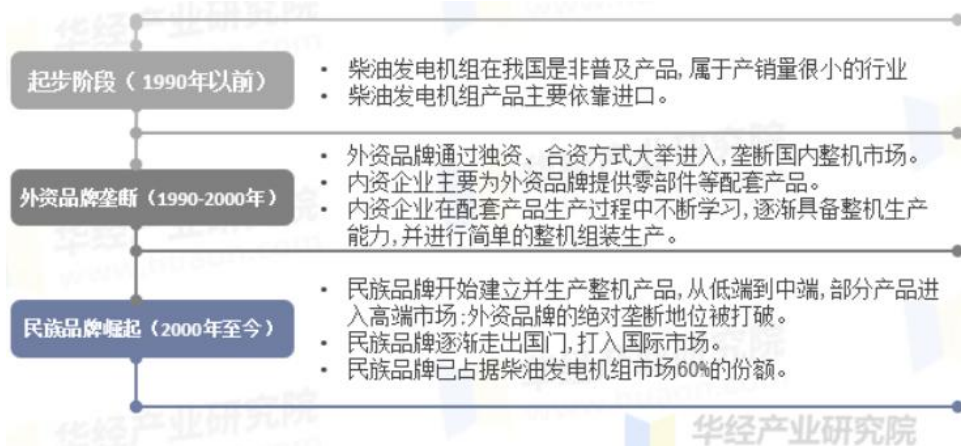 起步阶段（1990年以前）
• 柴油发电机组在我国是非普及产品,属于产销量很小的行业
• 柴油发电机组产品主要依靠进口。
外资品牌垄断（1990-2000年）
• 外资品牌通过独资、合资方式大举进入,垄断国内整机市场。
• 内资企业主要为外资品牌提供零部件等配套产品。
• 内资企业在配套产品生产过程中不断学习,逐渐具备整机生产
能力,并进行简单的整机组装生产。
民族品牌崛起（2000年至今）
• 民族品牌开始建立并生产整机产品,从低端到中端,部分产品进
入高端市场:外资品牌的绝对垄断地位被打破。
• 民族品牌逐渐走出国门,打入国际市场。
• 民族品牌已占据柴油发电机组市场60%的份额。
华经产业研究院